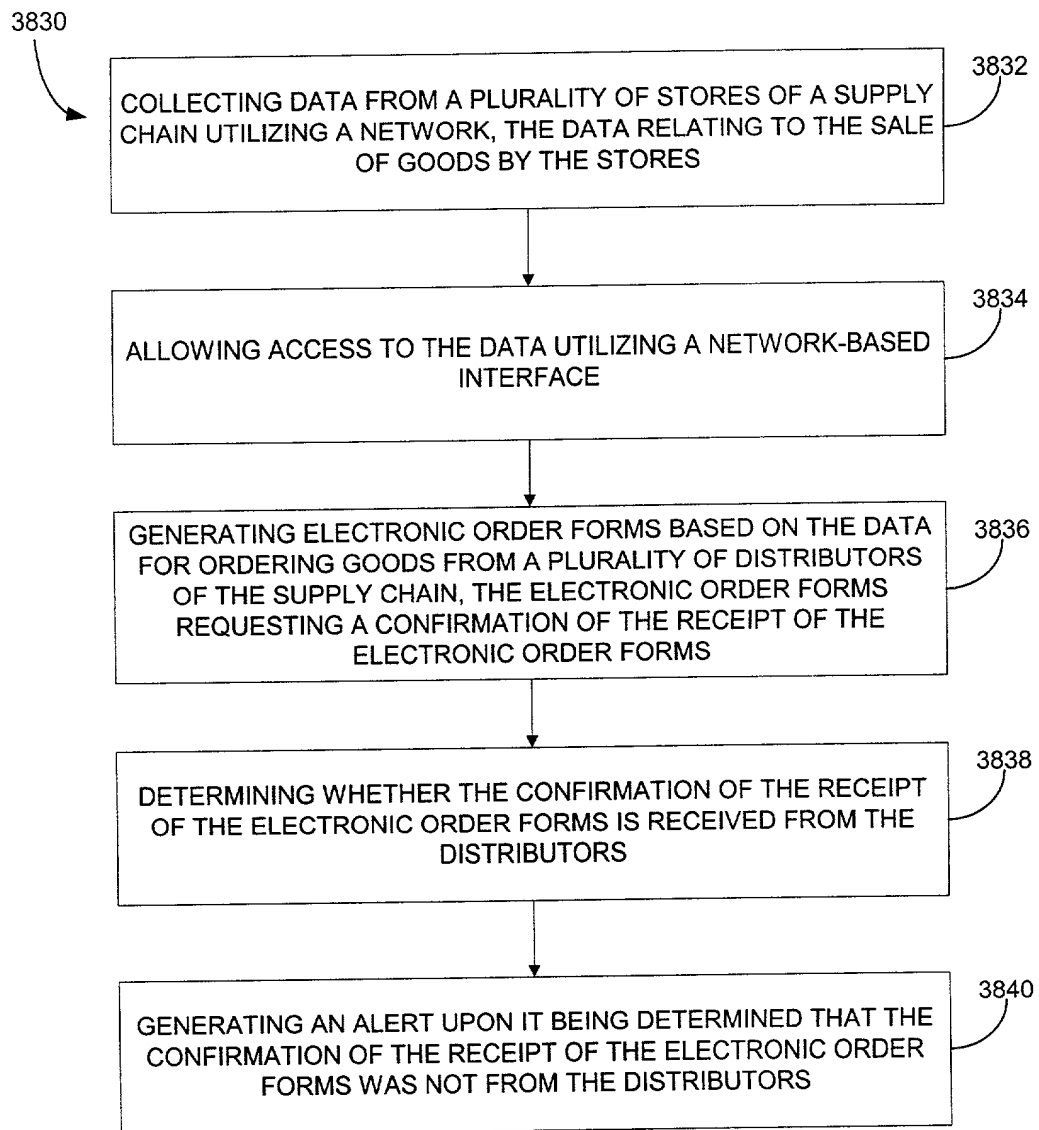 3830
3832
COLLECTING DATA FROM A PLURALITY OF STORES OF A SUPPLY
CHAIN UTILIZING A NETWORK, THE DATA RELATING TO THE SALE
OF GOODS BY THE STORES
3834
ALLOWING ACCESS TO THE DATA UTILIZING A NETWORK-BASED
INTERFACE
3836
GENERATING ELECTRONIC ORDER FORMS BASED ON THE DATA
FOR ORDERING GOODS FROM A PLURALITY OF DISTRIBUTORS
OF THE SUPPLY CHAIN, THE ELECTRONIC ORDER FORMS
REQUESTING A CONFIRMATION OF THE RECEIPT OF THE
ELECTRONIC ORDER FORMS
3838
DETERMINING WHETHER THE CONFIRMATION OF THE RECEIPT
OF THE ELECTRONIC ORDER FORMS IS RECEIVED FROM THE
DISTRIBUTORS
3840
GENERATING AN ALERT UPON IT BEING DETERMINED THAT THE
CONFIRMATION OF THE RECEIPT OF THE ELECTRONIC ORDER
FORMS WAS NOT FROM THE DISTRIBUTORS